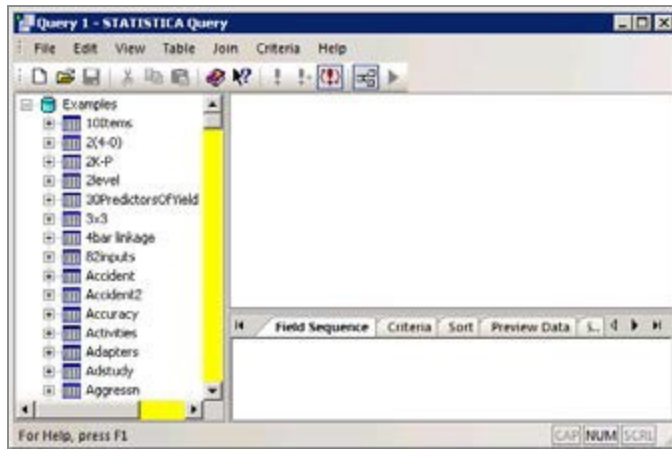 Query 1 - STATISTICA Query
File Edit View Table Join Criteria Help
Examples
10Items
2(4-0)
2K-P
2level
30PredictorsOfYield
3x3
4bar linkage
82inputs
Accident
Accident2
Accuracy
Activities
Adapters
Adstudy
Aggressn
Field Sequence Criteria Sort Preview Data S..
For Help, press F1
CAP NUM SCRL